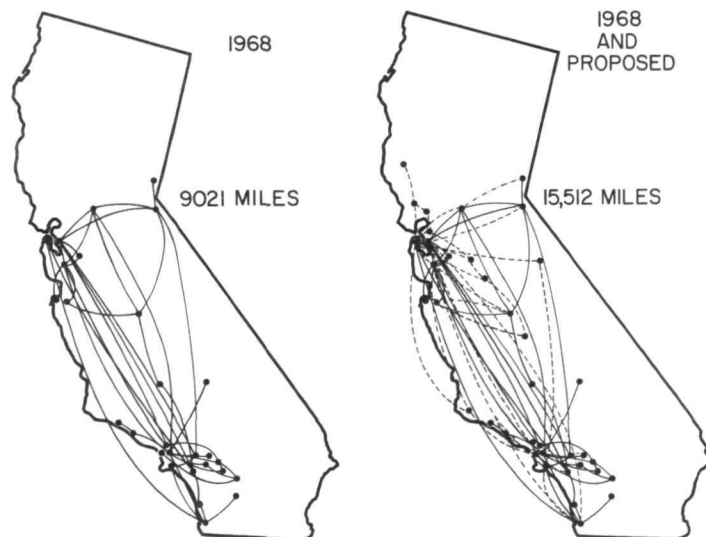 1968
9021 MILES
1968
AND
PROPOSED
15,512 MILES